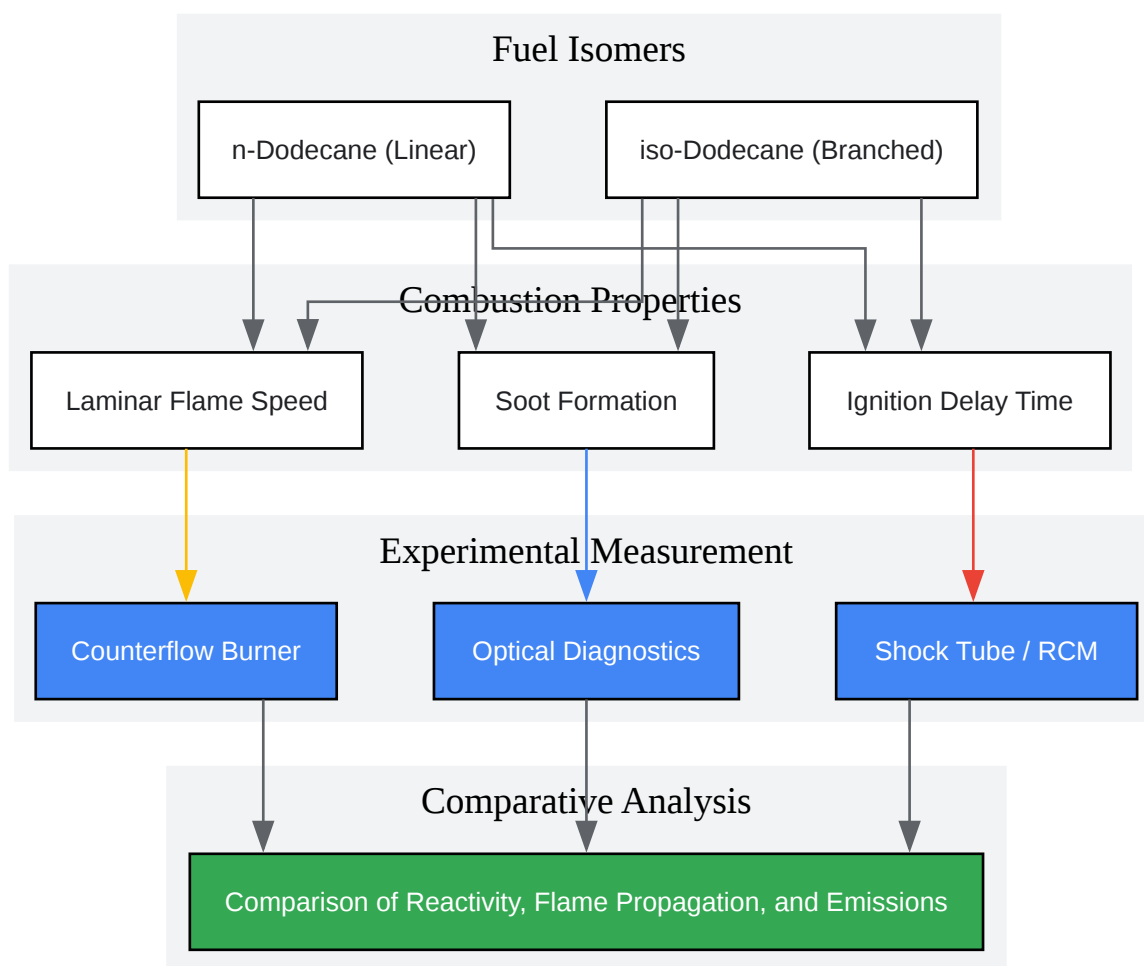 Fuel Isomers
n-Dodecane (Linear)
iso-Dodecane (Branched)
Combustion Properties
Laminar Flame Speed
Soot Formation
Ignition Delay Time
Experimental Measurement
Counterflow Burner
Optical Diagnostics
Shock Tube / RCM
Comparative Analysis
Comparison of Reactivity, Flame Propagation, and Emissions